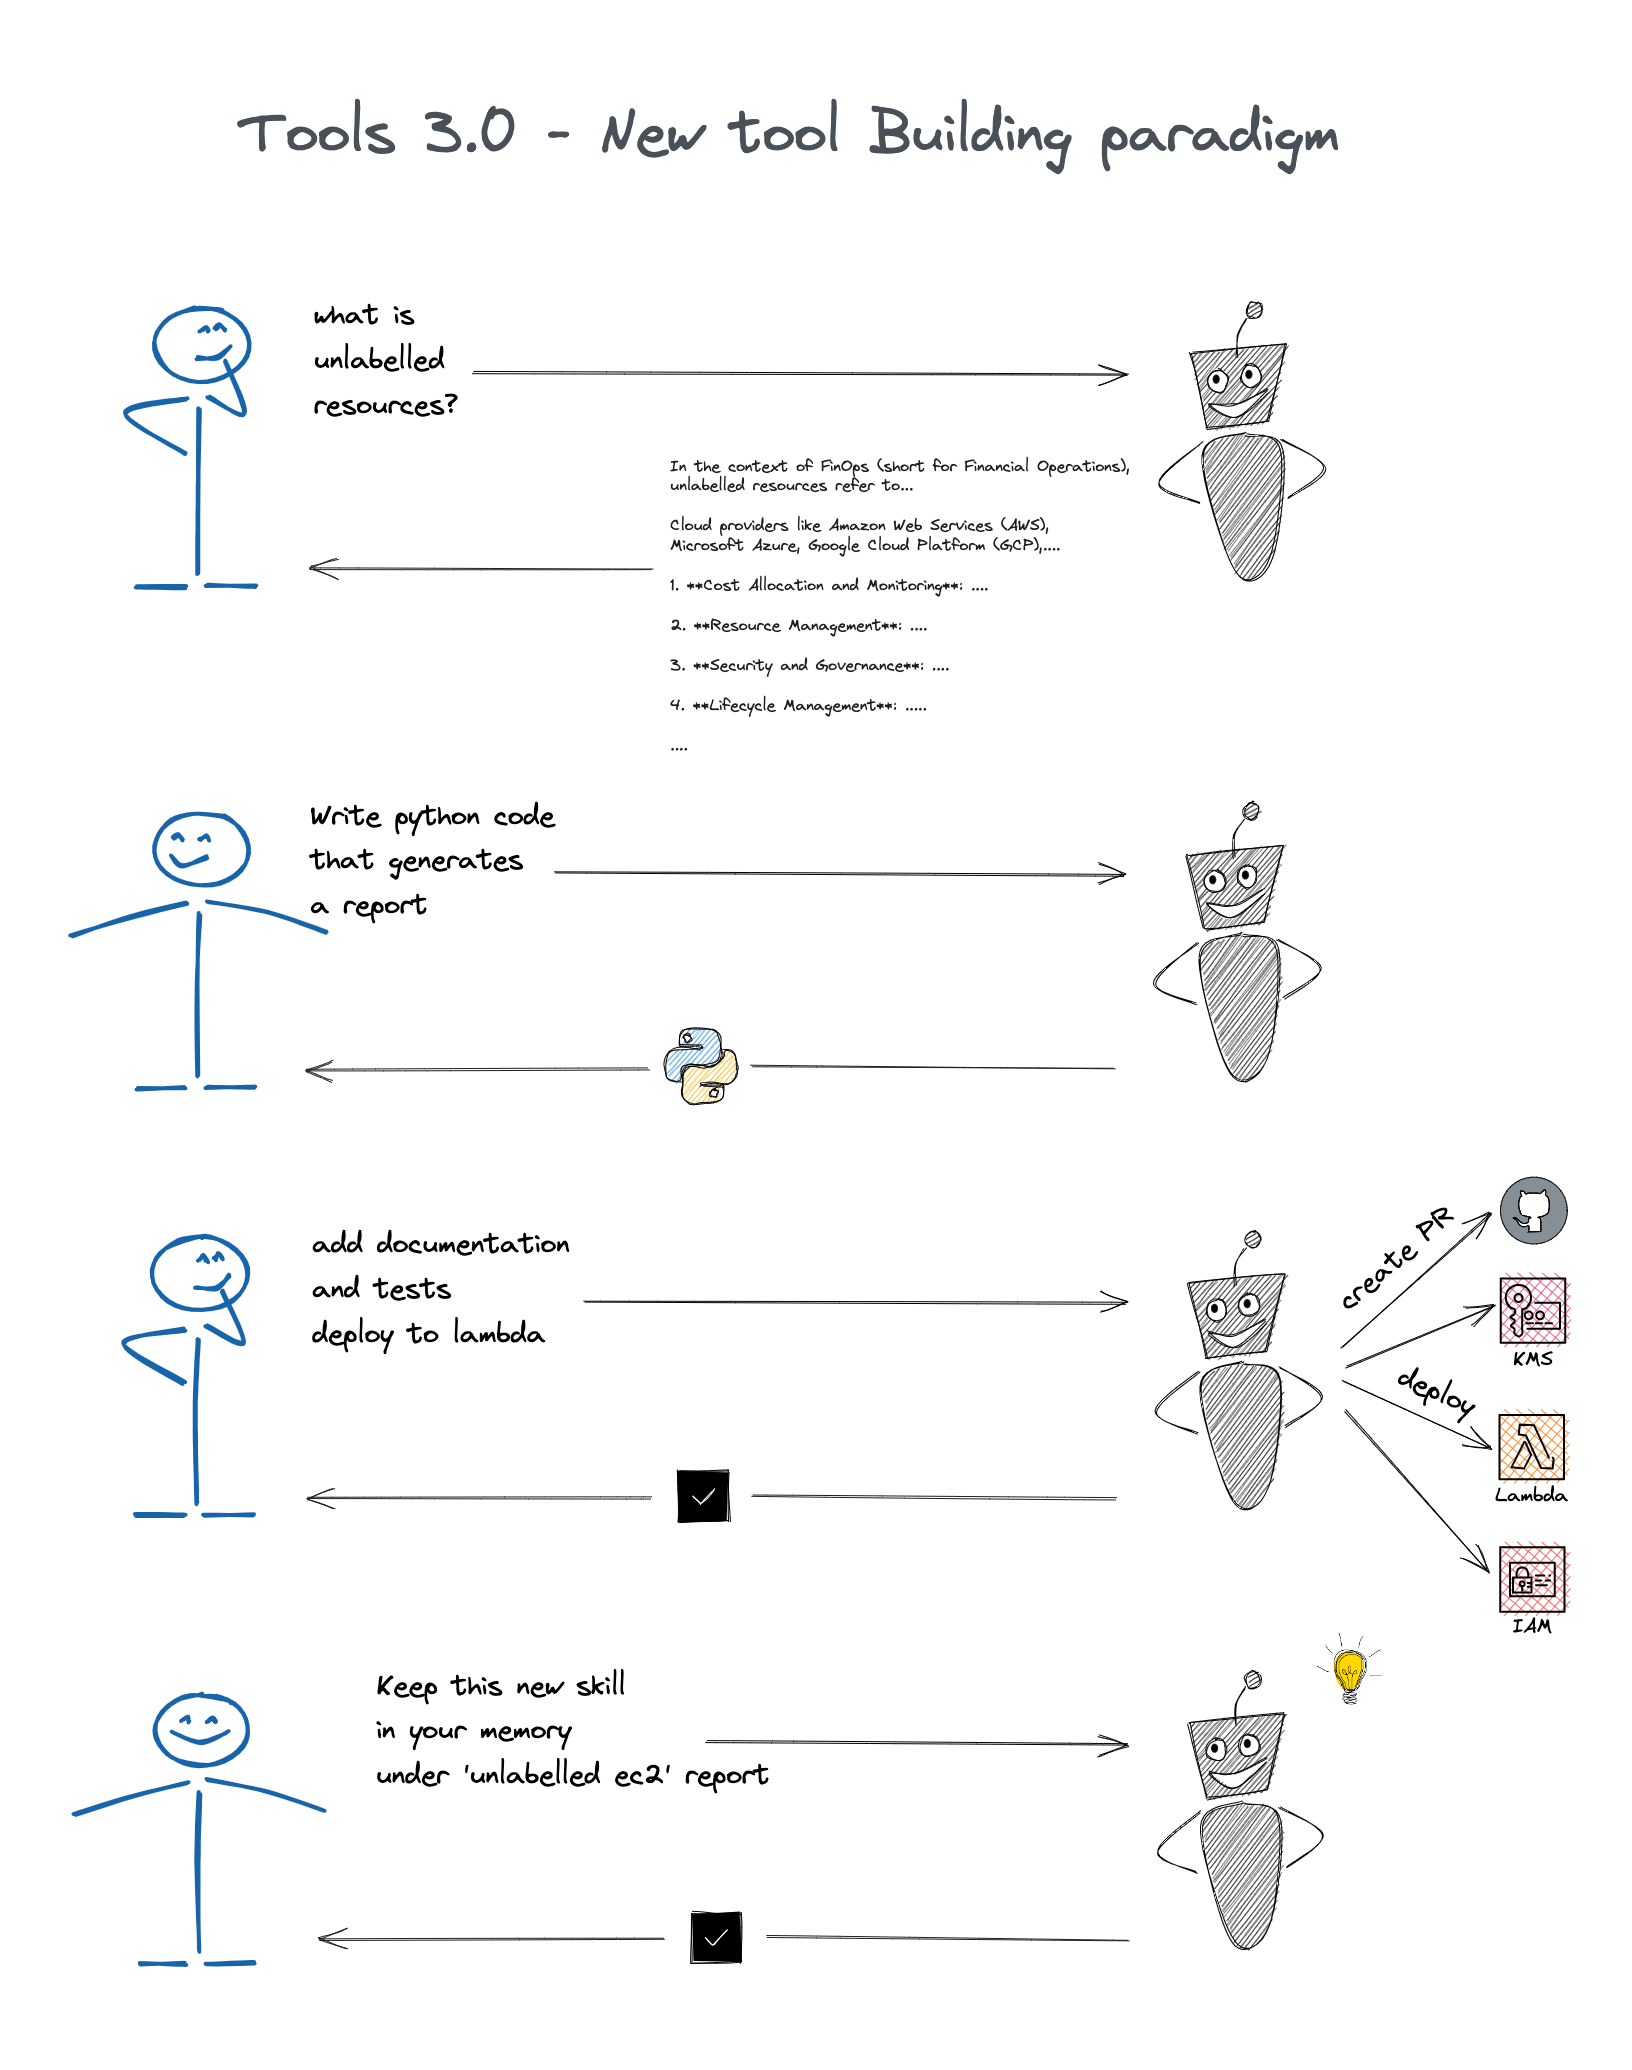 Tools 3.0 - New tool Building paradigm
what is
unlabelled
resources?
In the context of FinOps (short for Financial Operations),
unlabelled resources refer to...
Cloud providers like Amazon Web Services (AWS),
Microsoft Azure, Google Cloud Platform (GCP),....
1. **Cost Allocation and Monitoring**: ....
2. **Resource Management**: ....
3. **Security and Governance**: ....
4. **Lifecycle Management**: .....
....
Write python code
that generates
a report
add documentation
and tests
deploy to lambda
create PR
KMS
deploy
Lambda
IAM
Keep this new skill
in your memory
under 'unlabelled ec2' report